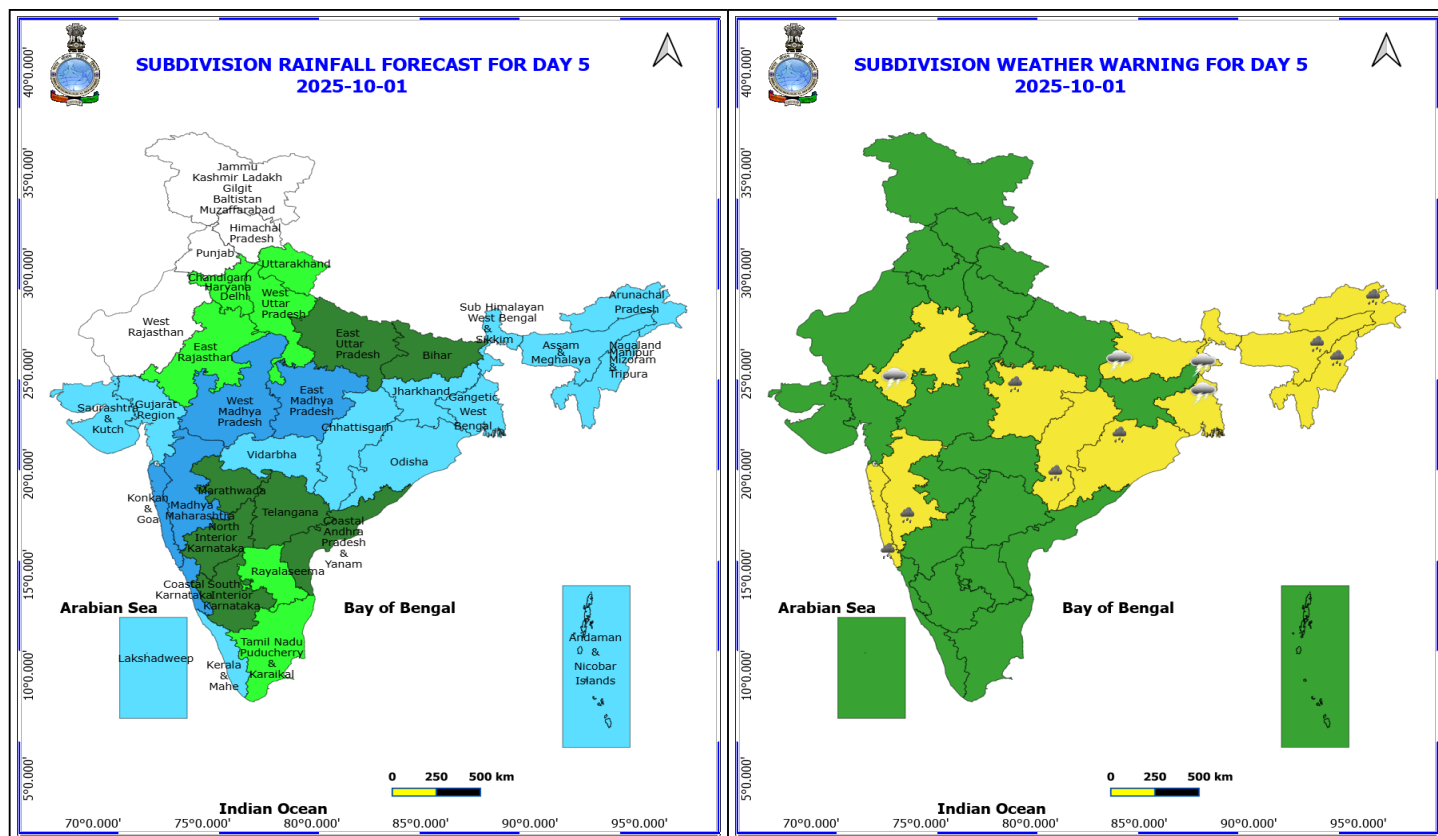 SUBDIVISION RAINFALL FORECAST FOR DAY 5
2025-10-01
40°0.000'
35°0.000'
30°0.000'
25°0.000'
20°0.000'
15°0.000'
10°0.000'
5°0.000'
Jammu
Kashmir Ladakh
Gilgit
Baltistan
Muzaffarabad
Himachal
Pradesh
Punjab
Uttarakhand
Chandigarh
Haryana
Delhi
West
Uttar
Pradesh
West
Rajasthan
East
Rajasthan
East
Uttar
Pradesh
Bihar
Sub Himalayan
West Bengal
&
Sikkim
Arunachal
Pradesh
Assam
&
Meghalaya
Nagaland
Manipur
Mizoram
&
Tripura
Saurashtra
&
Kutch
Gujarat
Region
West
Madhya
Pradesh
East
Madhya
Pradesh
Jharkhand
Gangetic
West
Bengal
Chhattisgarh
Vidarbha
Odisha
Konkan
&
Goa
Madhya
Maharashtra
Marathwada
Telangana
North
Interior
Karnataka
Coastal
Andhra
Pradesh
&
Yanam
Rayalaseema
Coastal
Karnataka
South
Interior
Karnataka
Tamil Nadu
Puducherry
&
Karaikal
Kerala
&
Mahe
Lakshadweep
Andaman
&
Nicobar
Islands
Arabian Sea
Bay of Bengal
Indian Ocean
0 250 500 km
70°0.000' 75°0.000' 80°0.000' 85°0.000' 90°0.000' 95°0.000'
SUBDIVISION WEATHER WARNING FOR DAY 5
2025-10-01
40°0.000'
35°0.000'
30°0.000'
25°0.000'
20°0.000'
15°0.000'
10°0.000'
5°0.000'
Arabian Sea
Bay of Bengal
Indian Ocean
0 250 500 km
70°0.000' 75°0.000' 80°0.000' 85°0.000' 90°0.000' 95°0.000'